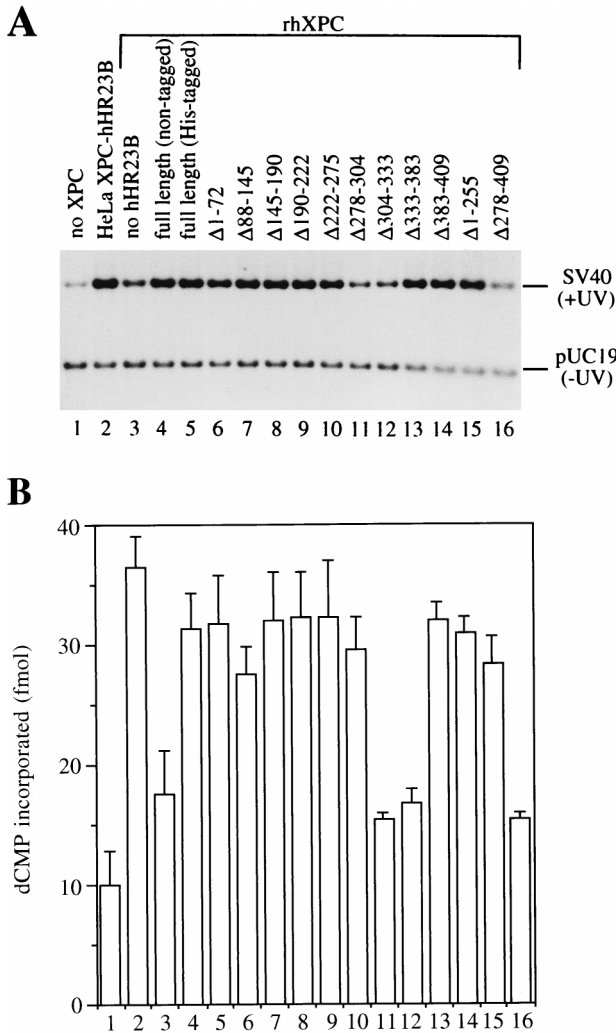 A
rhXPC
no XPC
HeLa XPC-hHR23B
no hHR23B
full length (non-tagged)
full length (His-tagged)
Δ1-72
Δ88-145
Δ145-190
Δ190-222
Δ222-275
Δ278-304
Δ304-333
Δ333-383
Δ383-409
Δ1-255
Δ278-409
SV40
(+UV)
pUC19
(-UV)
1 2 3 4 5 6 7 8 9 10 11 12 13 14 15 16
B
dCMP incorporated (fmol)
40
30
20
10
0
1 2 3 4 5 6 7 8 9 10 11 12 13 14 15 16